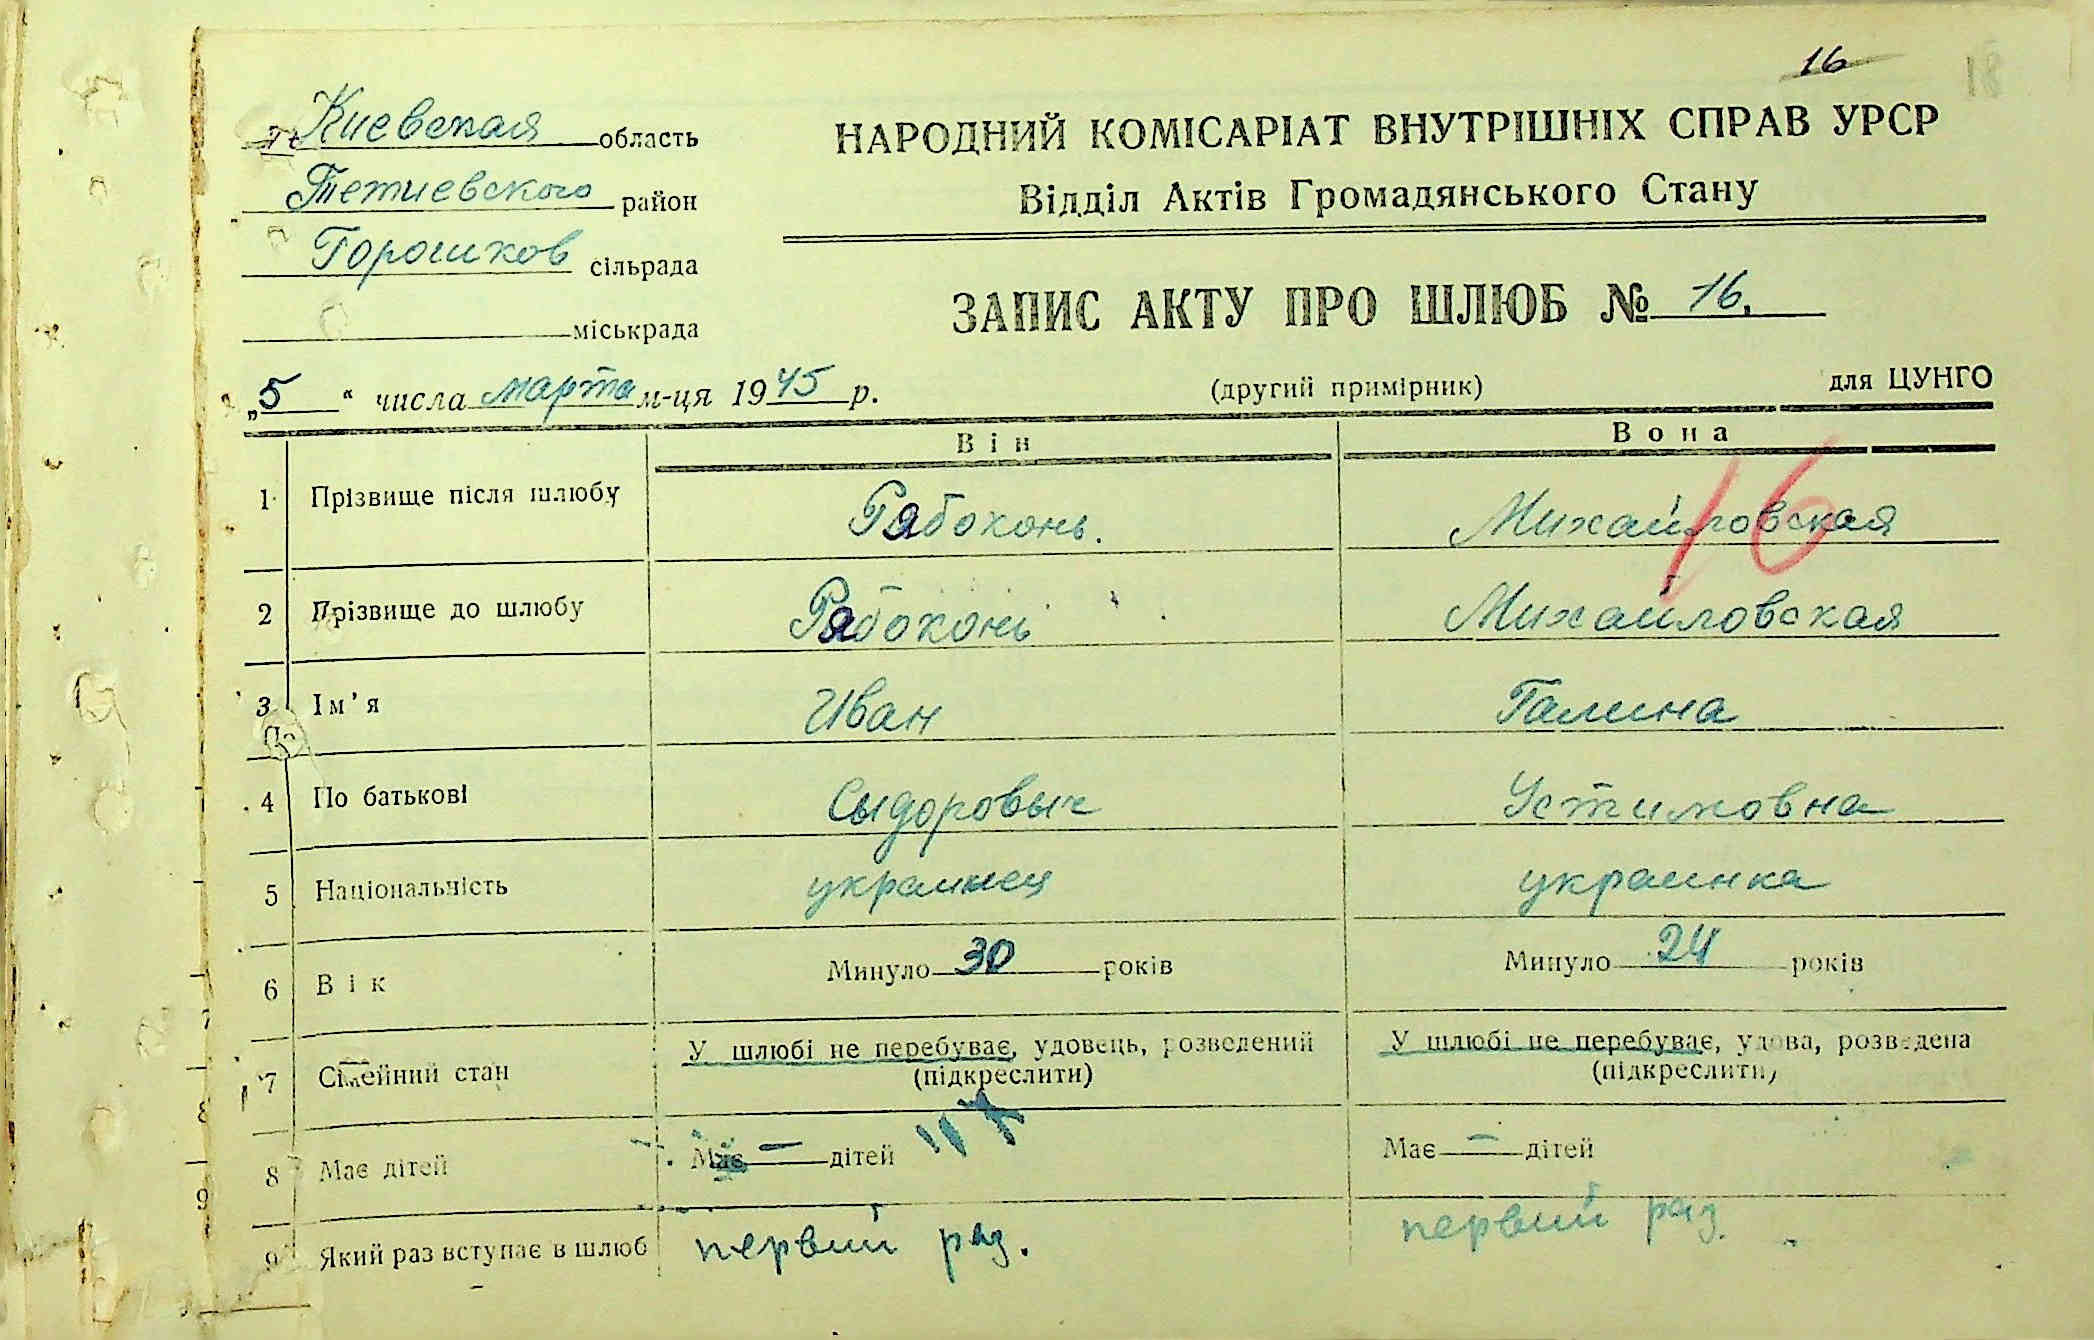 16 18
Киевская область
Тетиевского район
Горошков сільрада
міськрада
НАРОДНИЙ КОМІСАРІАТ ВНУТРІШНІХ СПРАВ УРСР
Відділ Актів Громадянського Стану
ЗАПИС АКТУ ПРО ШЛЮБ № 16.
„5“ числа марта м-ця 1945 р. (другий примірник) для ЦУНГО
Він Вона
16
1 Прізвище після шлюбу Рябоконь. Михайловская
2 Прізвище до шлюбу Рябоконь Михайловская
3 Ім'я Иван Галина
4 По батькові Сыдоровыч Устимовна
5 Національність украинец украинка
6 Вік Минуло 30 років Минуло 24 років
7 Сімейний стан У шлюбі не перебуває, удовець, розведений У шлюбі не перебуває, удова, розведена
(підкреслити) (підкреслити)
8 Має дітей Має — дітей Має — дітей
9 Який раз вступає в шлюб первий раз. первий раз.